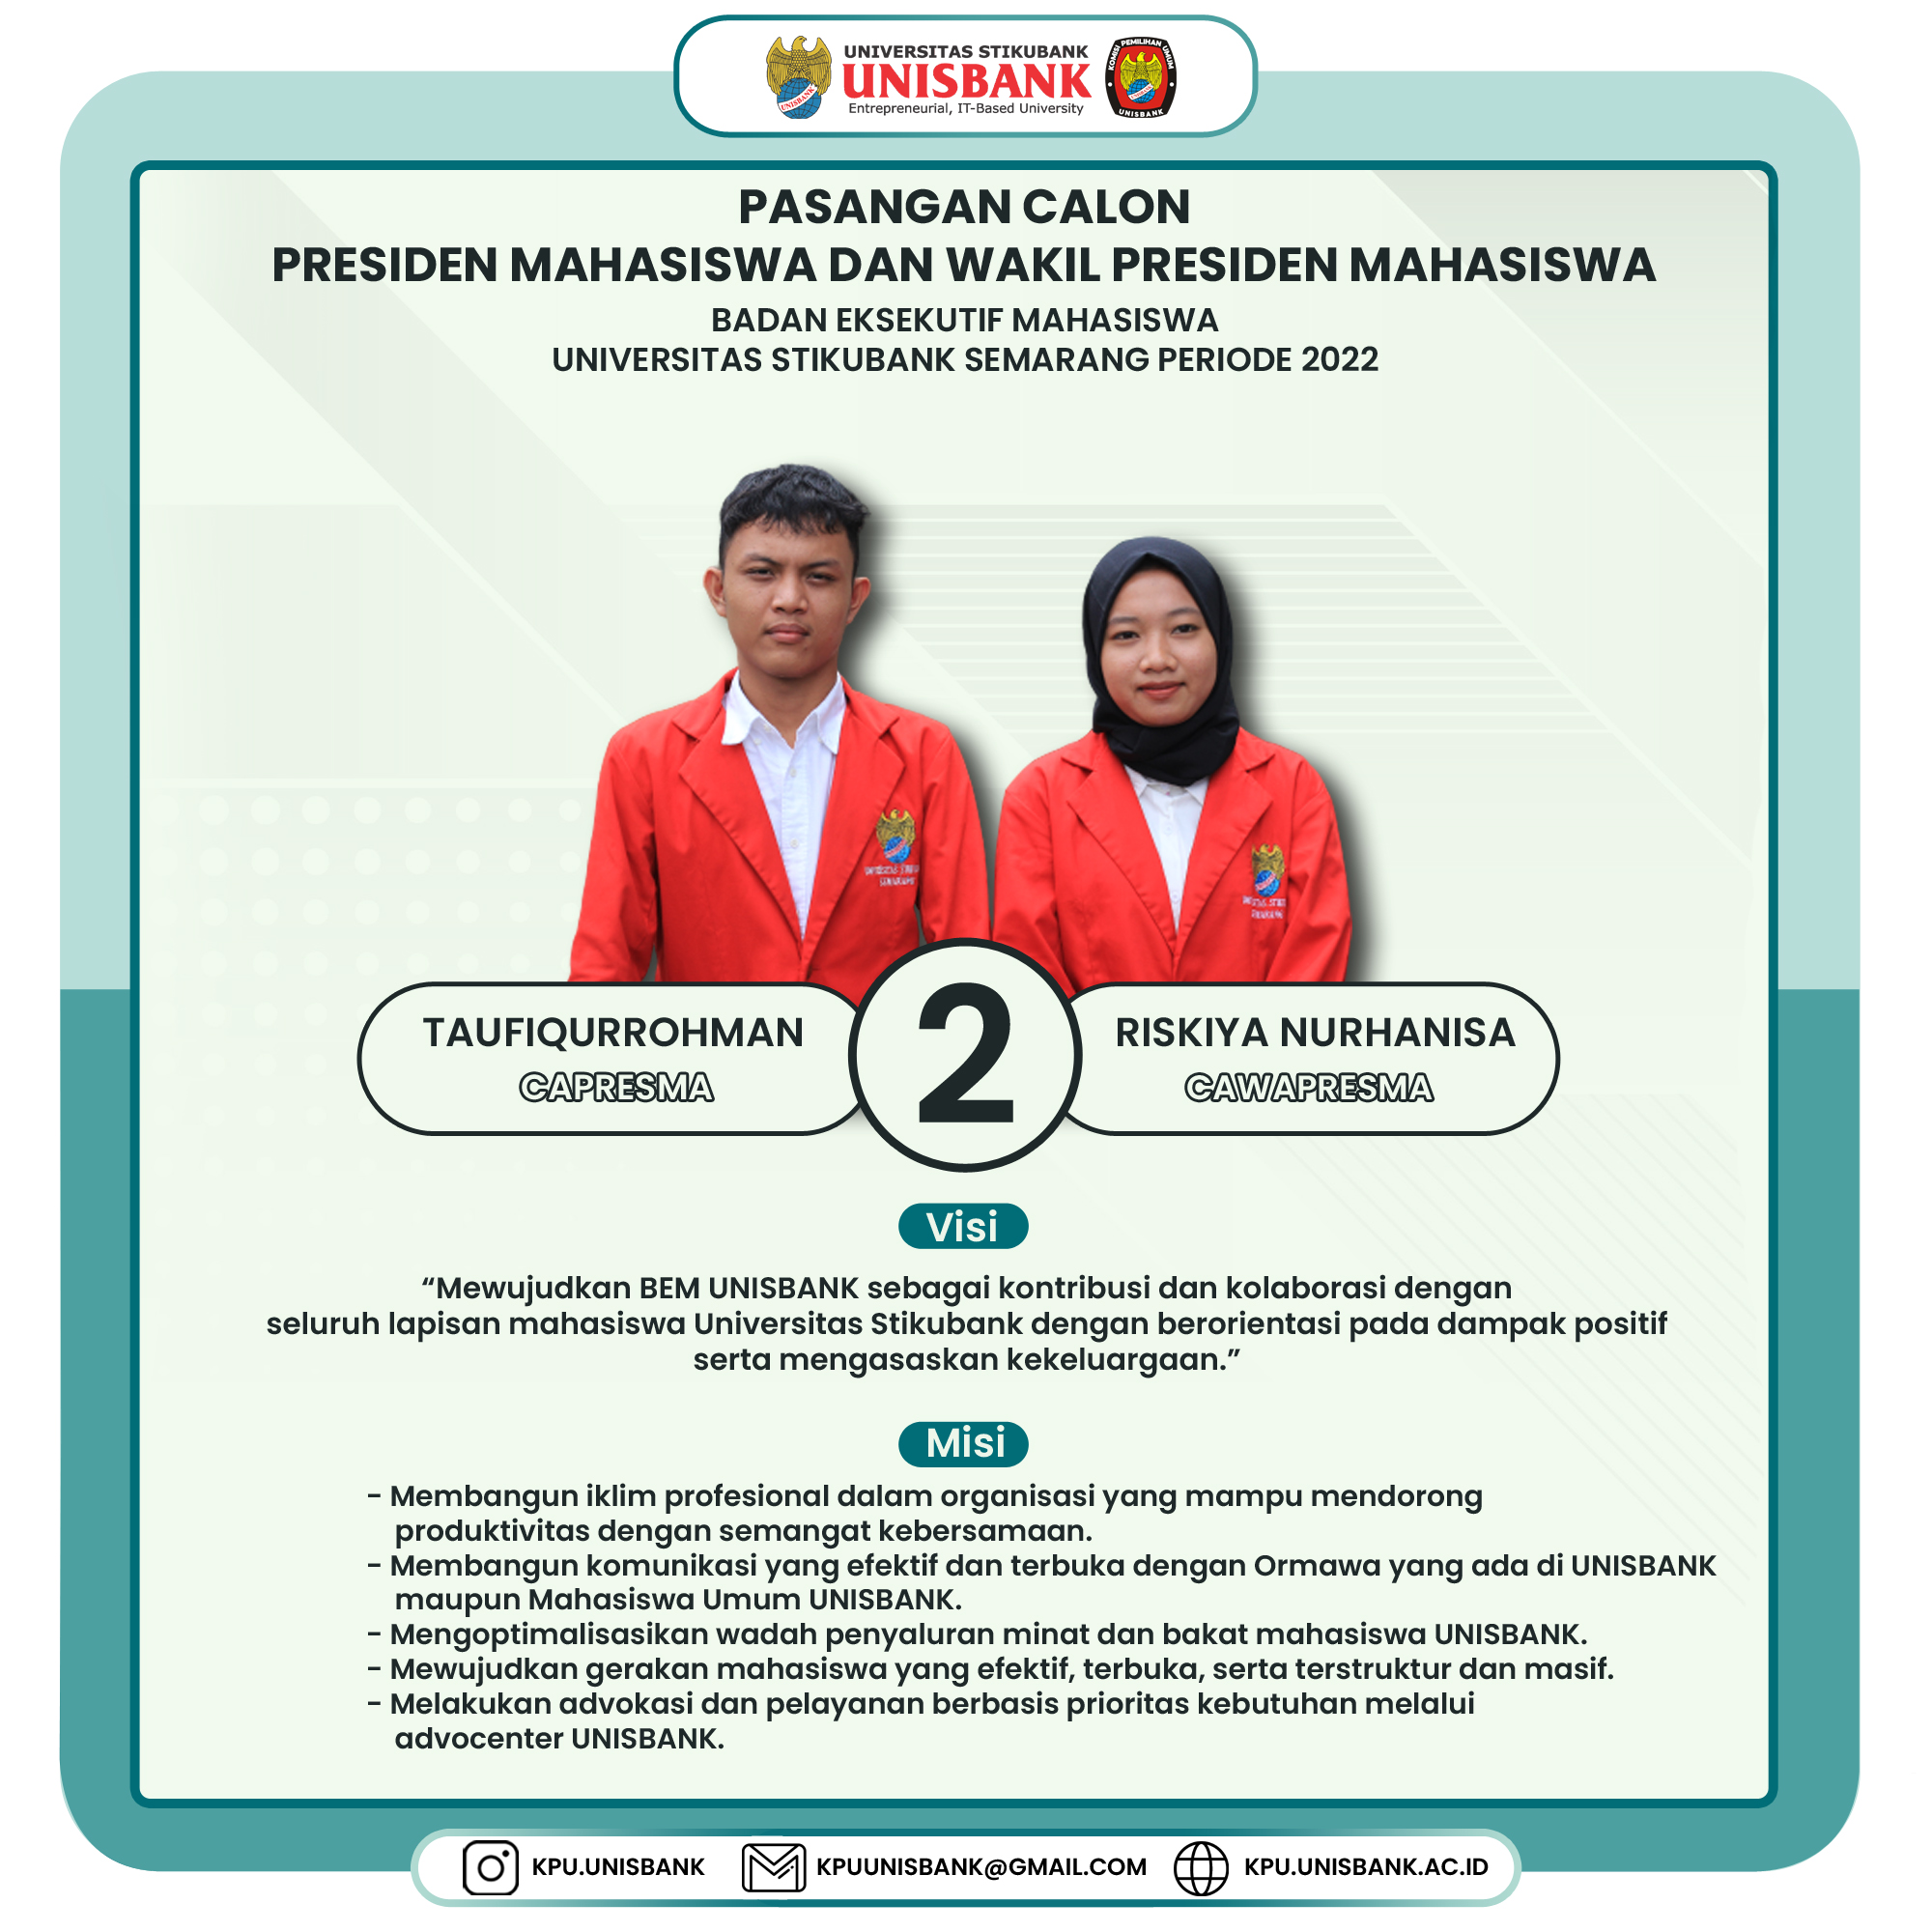 UNIVERSITAS STIKUBANK
UNISBANK
Entrepreneurial, IT-Based University
UNISBANK
KOMISI PEMILIHAN UMUM
UNISBANK
PASANGAN CALON
PRESIDEN MAHASISWA DAN WAKIL PRESIDEN MAHASISWA
BADAN EKSEKUTIF MAHASISWA
UNIVERSITAS STIKUBANK SEMARANG PERIODE 2022
TAUFIQURROHMAN
CAPRESMA
2
RISKIYA NURHANISA
CAWAPRESMA
Visi
“Mewujudkan BEM UNISBANK sebagai kontribusi dan kolaborasi dengan
seluruh lapisan mahasiswa Universitas Stikubank dengan berorientasi pada dampak positif
serta mengasaskan kekeluargaan.”
Misi
- Membangun iklim profesional dalam organisasi yang mampu mendorong
produktivitas dengan semangat kebersamaan.
- Membangun komunikasi yang efektif dan terbuka dengan Ormawa yang ada di UNISBANK
maupun Mahasiswa Umum UNISBANK.
- Mengoptimalisasikan wadah penyaluran minat dan bakat mahasiswa UNISBANK.
- Mewujudkan gerakan mahasiswa yang efektif, terbuka, serta terstruktur dan masif.
- Melakukan advokasi dan pelayanan berbasis prioritas kebutuhan melalui
advocenter UNISBANK.
KPU.UNISBANK
KPUUNISBANK@GMAIL.COM
KPU.UNISBANK.AC.ID